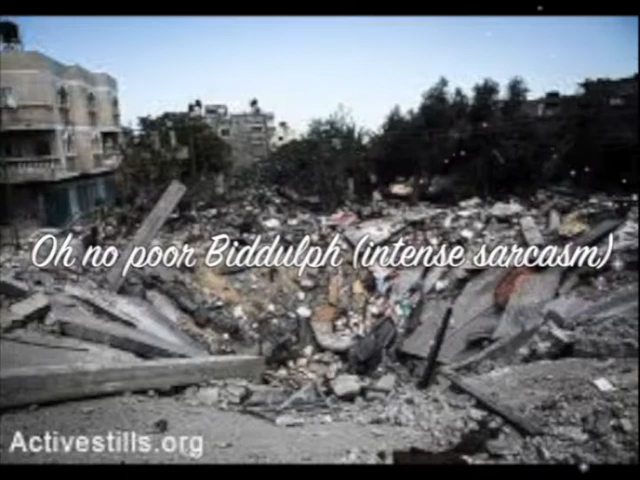 Oh no poor Biddulph (intense sarcasm)
Activestills.org